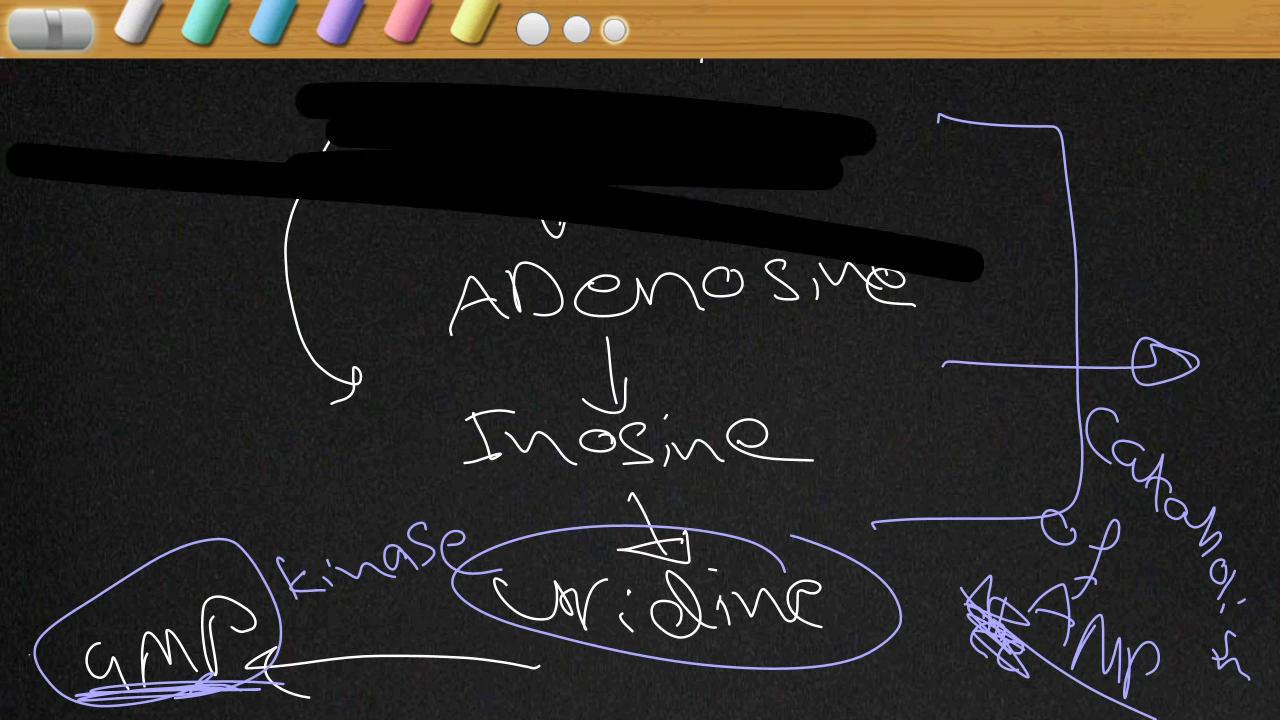 ADenosine
Inosine
Catabolism
of
AMP
kinase
uridine
GMP